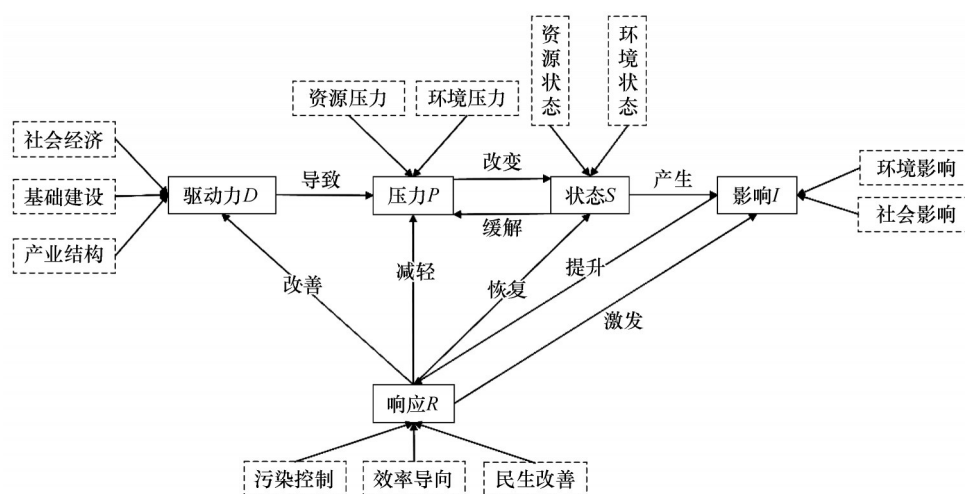 资源状态
环境状态
资源压力
环境压力
社会经济
基础建设
产业结构
驱动力D
导致
压力P
改变
缓解
状态S
产生
影响I
环境影响
社会影响
改善
减轻
恢复
提升
激发
响应R
污染控制
效率导向
民生改善